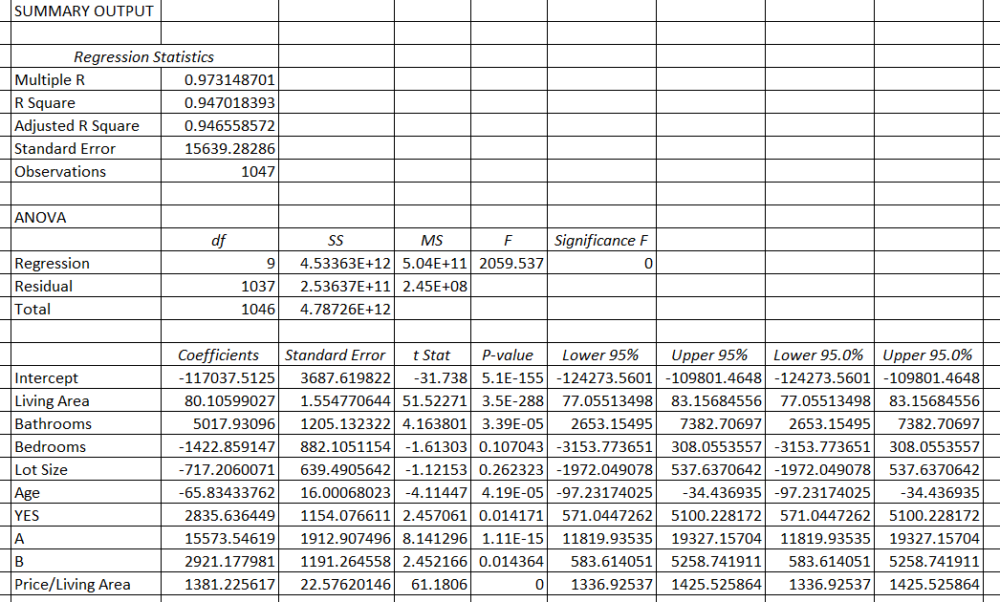 SUMMARY OUTPUT
Regression Statistics
Multiple R 0.973148701
R Square 0.947018393
Adjusted R Square 0.946558572
Standard Error 15639.28286
Observations 1047
ANOVA
df SS MS F Significance F
Regression 9 4.53363E+12 5.04E+11 2059.537 0
Residual 1037 2.53637E+11 2.45E+08
Total 1046 4.78726E+12
Coefficients Standard Error t Stat P-value Lower 95% Upper 95% Lower 95.0% Upper 95.0%
Intercept -117037.5125 3687.619822 -31.738 5.1E-155 -124273.5601 -109801.4648 -124273.5601 -109801.4648
Living Area 80.10599027 1.554770644 51.52271 3.5E-288 77.05513498 83.15684556 77.05513498 83.15684556
Bathrooms 5017.93096 1205.132322 4.163801 3.39E-05 2653.15495 7382.70697 2653.15495 7382.70697
Bedrooms -1422.859147 882.1051154 -1.61303 0.107043 -3153.773651 308.0553557 -3153.773651 308.0553557
Lot Size -717.2060071 639.4905642 -1.12153 0.262323 -1972.049078 537.6370642 -1972.049078 537.6370642
Age -65.83433762 16.00068023 -4.11447 4.19E-05 -97.23174025 -34.436935 -97.23174025 -34.436935
YES 2835.636449 1154.076611 2.457061 0.014171 571.0447262 5100.228172 571.0447262 5100.228172
A 15573.54619 1912.907496 8.141296 1.11E-15 11819.93535 19327.15704 11819.93535 19327.15704
B 2921.177981 1191.264558 2.452166 0.014364 583.614051 5258.741911 583.614051 5258.741911
Price/Living Area 1381.225617 22.57620146 61.1806 0 1336.92537 1425.525864 1336.92537 1425.525864